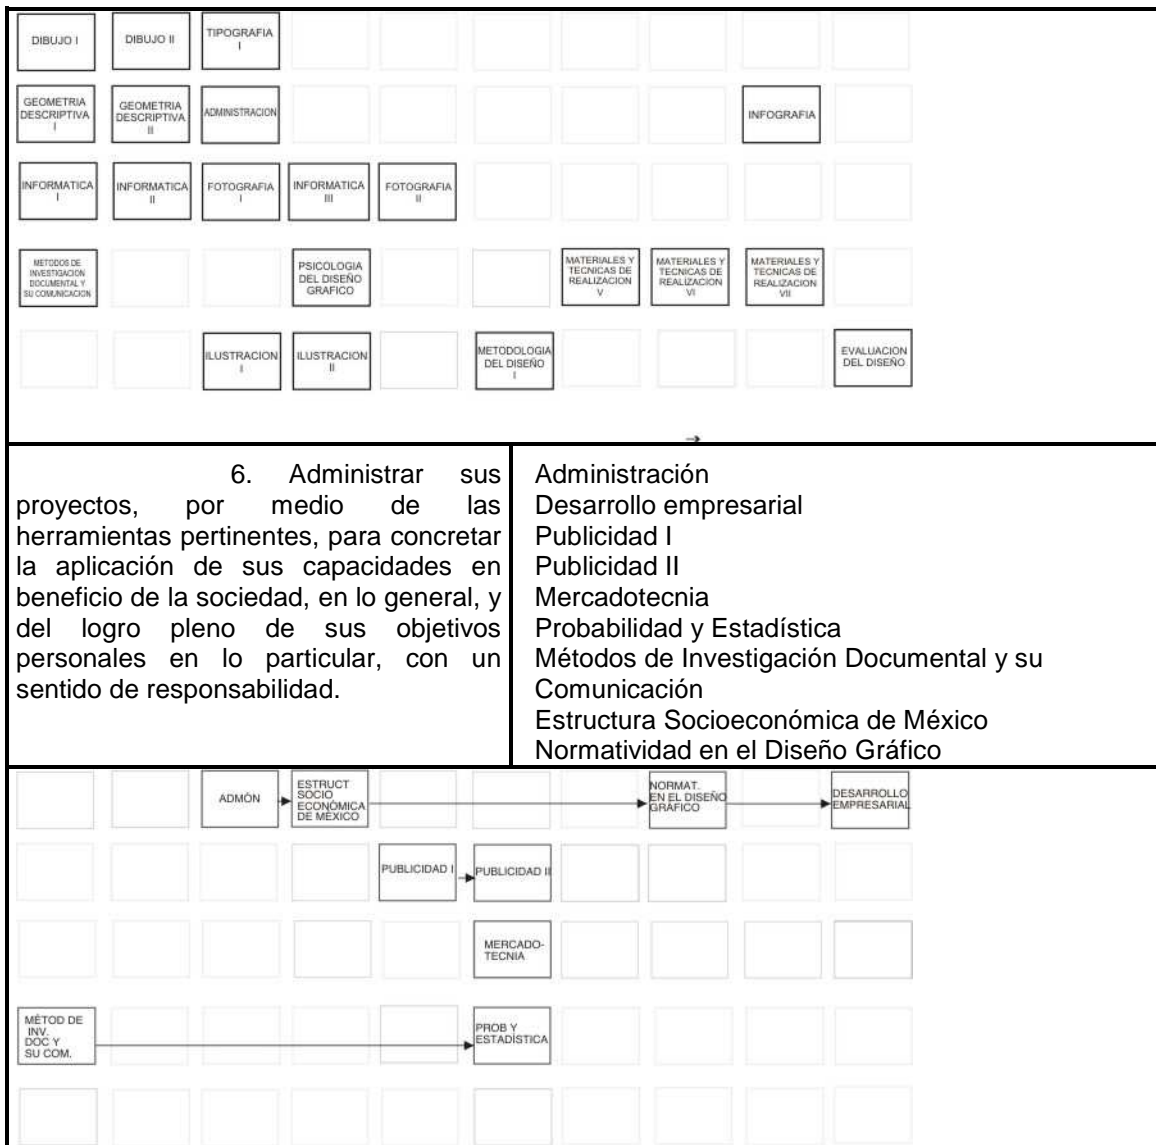 DIBUJO I
DIBUJO II
TIPOGRAFIA
I
GEOMETRIA
DESCRIPTIVA
I
GEOMETRIA
DESCRIPTIVA
II
ADMINISTRACION
INFOGRAFIA
INFORMATICA
I
INFORMATICA
II
FOTOGRAFIA
I
INFORMATICA
III
FOTOGRAFIA
II
METODOS DE
INVESTIGACION
DOCUMENTAL Y
SU COMUNICACION
PSICOLOGIA
DEL DISEÑO
GRAFICO
MATERIALES Y
TECNICAS DE
REALIZACION
V
MATERIALES Y
TECNICAS DE
REALIZACION
VI
MATERIALES Y
TECNICAS DE
REALIZACION
VII
ILUSTRACION
I
ILUSTRACION
II
METODOLOGIA
DEL DISEÑO
I
EVALUACION
DEL DISEÑO
6. Administrar sus
proyectos, por medio de las
herramientas pertinentes, para concretar
la aplicación de sus capacidades en
beneficio de la sociedad, en lo general, y
del logro pleno de sus objetivos
personales en lo particular, con un
sentido de responsabilidad.
Administración
Desarrollo empresarial
Publicidad I
Publicidad II
Mercadotecnia
Probabilidad y Estadística
Métodos de Investigación Documental y su
Comunicación
Estructura Socioeconómica de México
Normatividad en el Diseño Gráfico
ADMÓN
ESTRUCT
SOCIO
ECONÓMICA
DE MÉXICO
NORMAT.
EN EL DISEÑO
GRÁFICO
DESARROLLO
EMPRESARIAL
PUBLICIDAD I
PUBLICIDAD II
MERCADO-
TECNIA
MÉTOD DE
INV.
DOC Y
SU COM.
PROB Y
ESTADÍSTICA